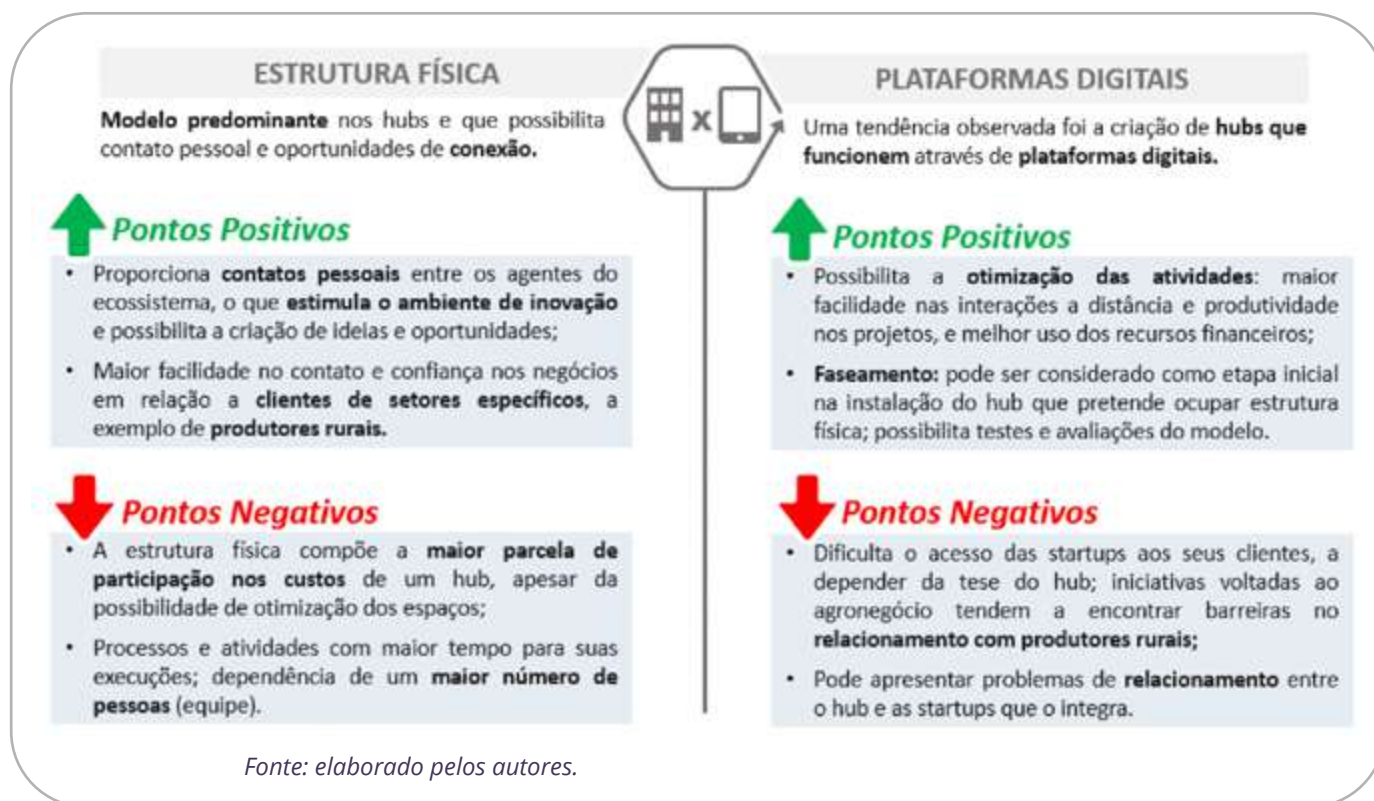 ESTRUTURA FÍSICA
Modelo predominante nos hubs e que possibilita
contato pessoal e oportunidades de conexão.
Pontos Positivos
• Proporciona contatos pessoais entre os agentes do
ecossistema, o que estimula o ambiente de inovação
e possibilita a criação de ideias e oportunidades;
• Maior facilidade no contato e confiança nos negócios
em relação a clientes de setores específicos, a
exemplo de produtores rurais.
Pontos Negativos
• A estrutura física compõe a maior parcela de
participação nos custos de um hub, apesar da
possibilidade de otimização dos espaços;
• Processos e atividades com maior tempo para suas
execuções; dependência de um maior número de
pessoas (equipe).
x
PLATAFORMAS DIGITAIS
Uma tendência observada foi a criação de hubs que
funcionem através de plataformas digitais.
Pontos Positivos
• Possibilita a otimização das atividades: maior
facilidade nas interações a distância e produtividade
nos projetos, e melhor uso dos recursos financeiros;
• Faseamento: pode ser considerado como etapa inicial
na instalação do hub que pretende ocupar estrutura
física; possibilita testes e avaliações do modelo.
Pontos Negativos
• Dificulta o acesso das startups aos seus clientes, a
depender da tese do hub; iniciativas voltadas ao
agronegócio tendem a encontrar barreiras no
relacionamento com produtores rurais;
• Pode apresentar problemas de relacionamento entre
o hub e as startups que o integra.
Fonte: elaborado pelos autores.